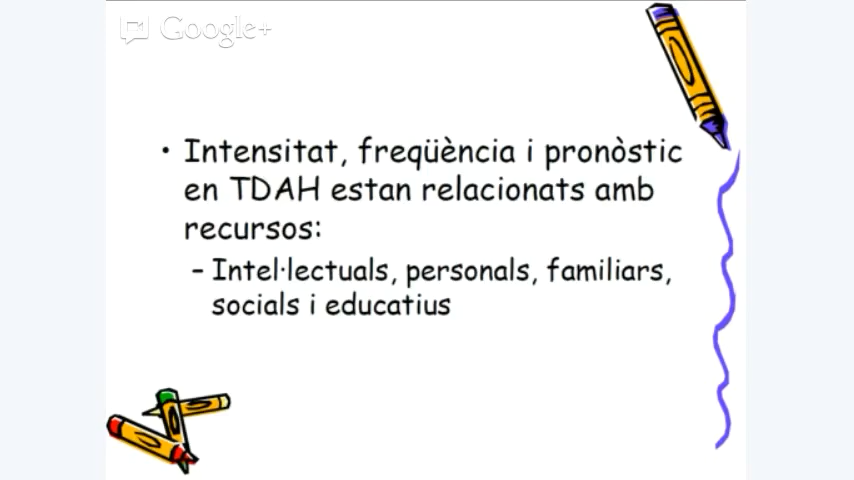 Google+
• Intensitat, freqüència i pronòstic
en TDAH estan relacionats amb
recursos:
– Intel·lectuals, personals, familiars,
socials i educatius